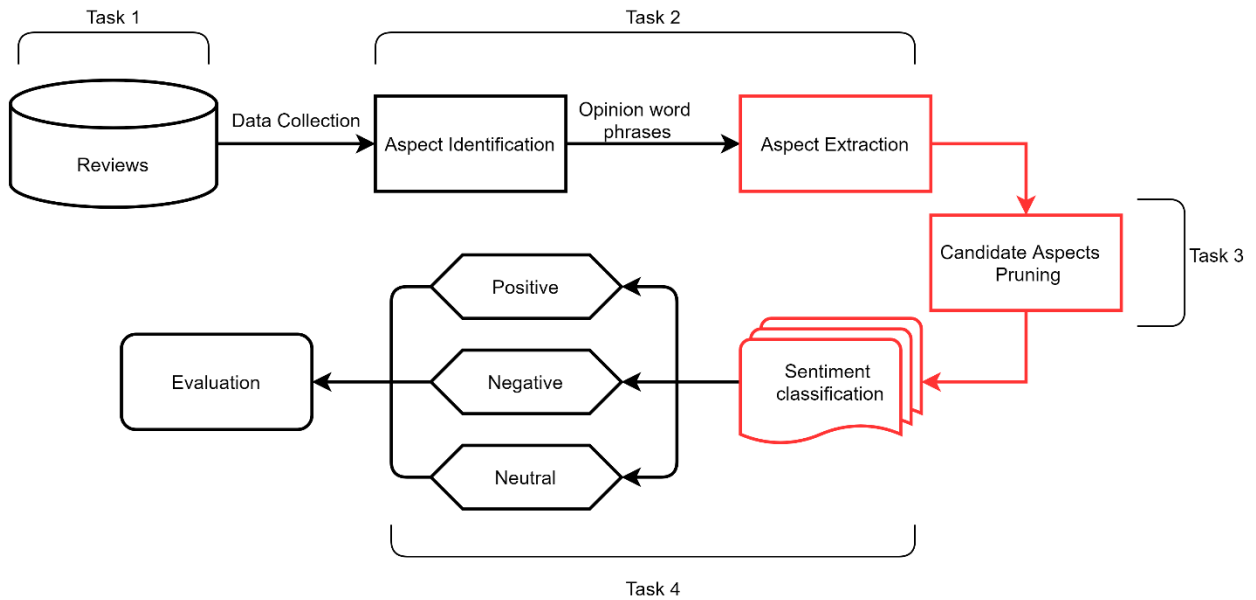 Task 1
Task 2
Reviews
Data Collection
Aspect Identification
Opinion word
phrases
Aspect Extraction
Candidate Aspects
Pruning
Task 3
Positive
Evaluation
Negative
Sentiment
classification
Neutral
Task 4